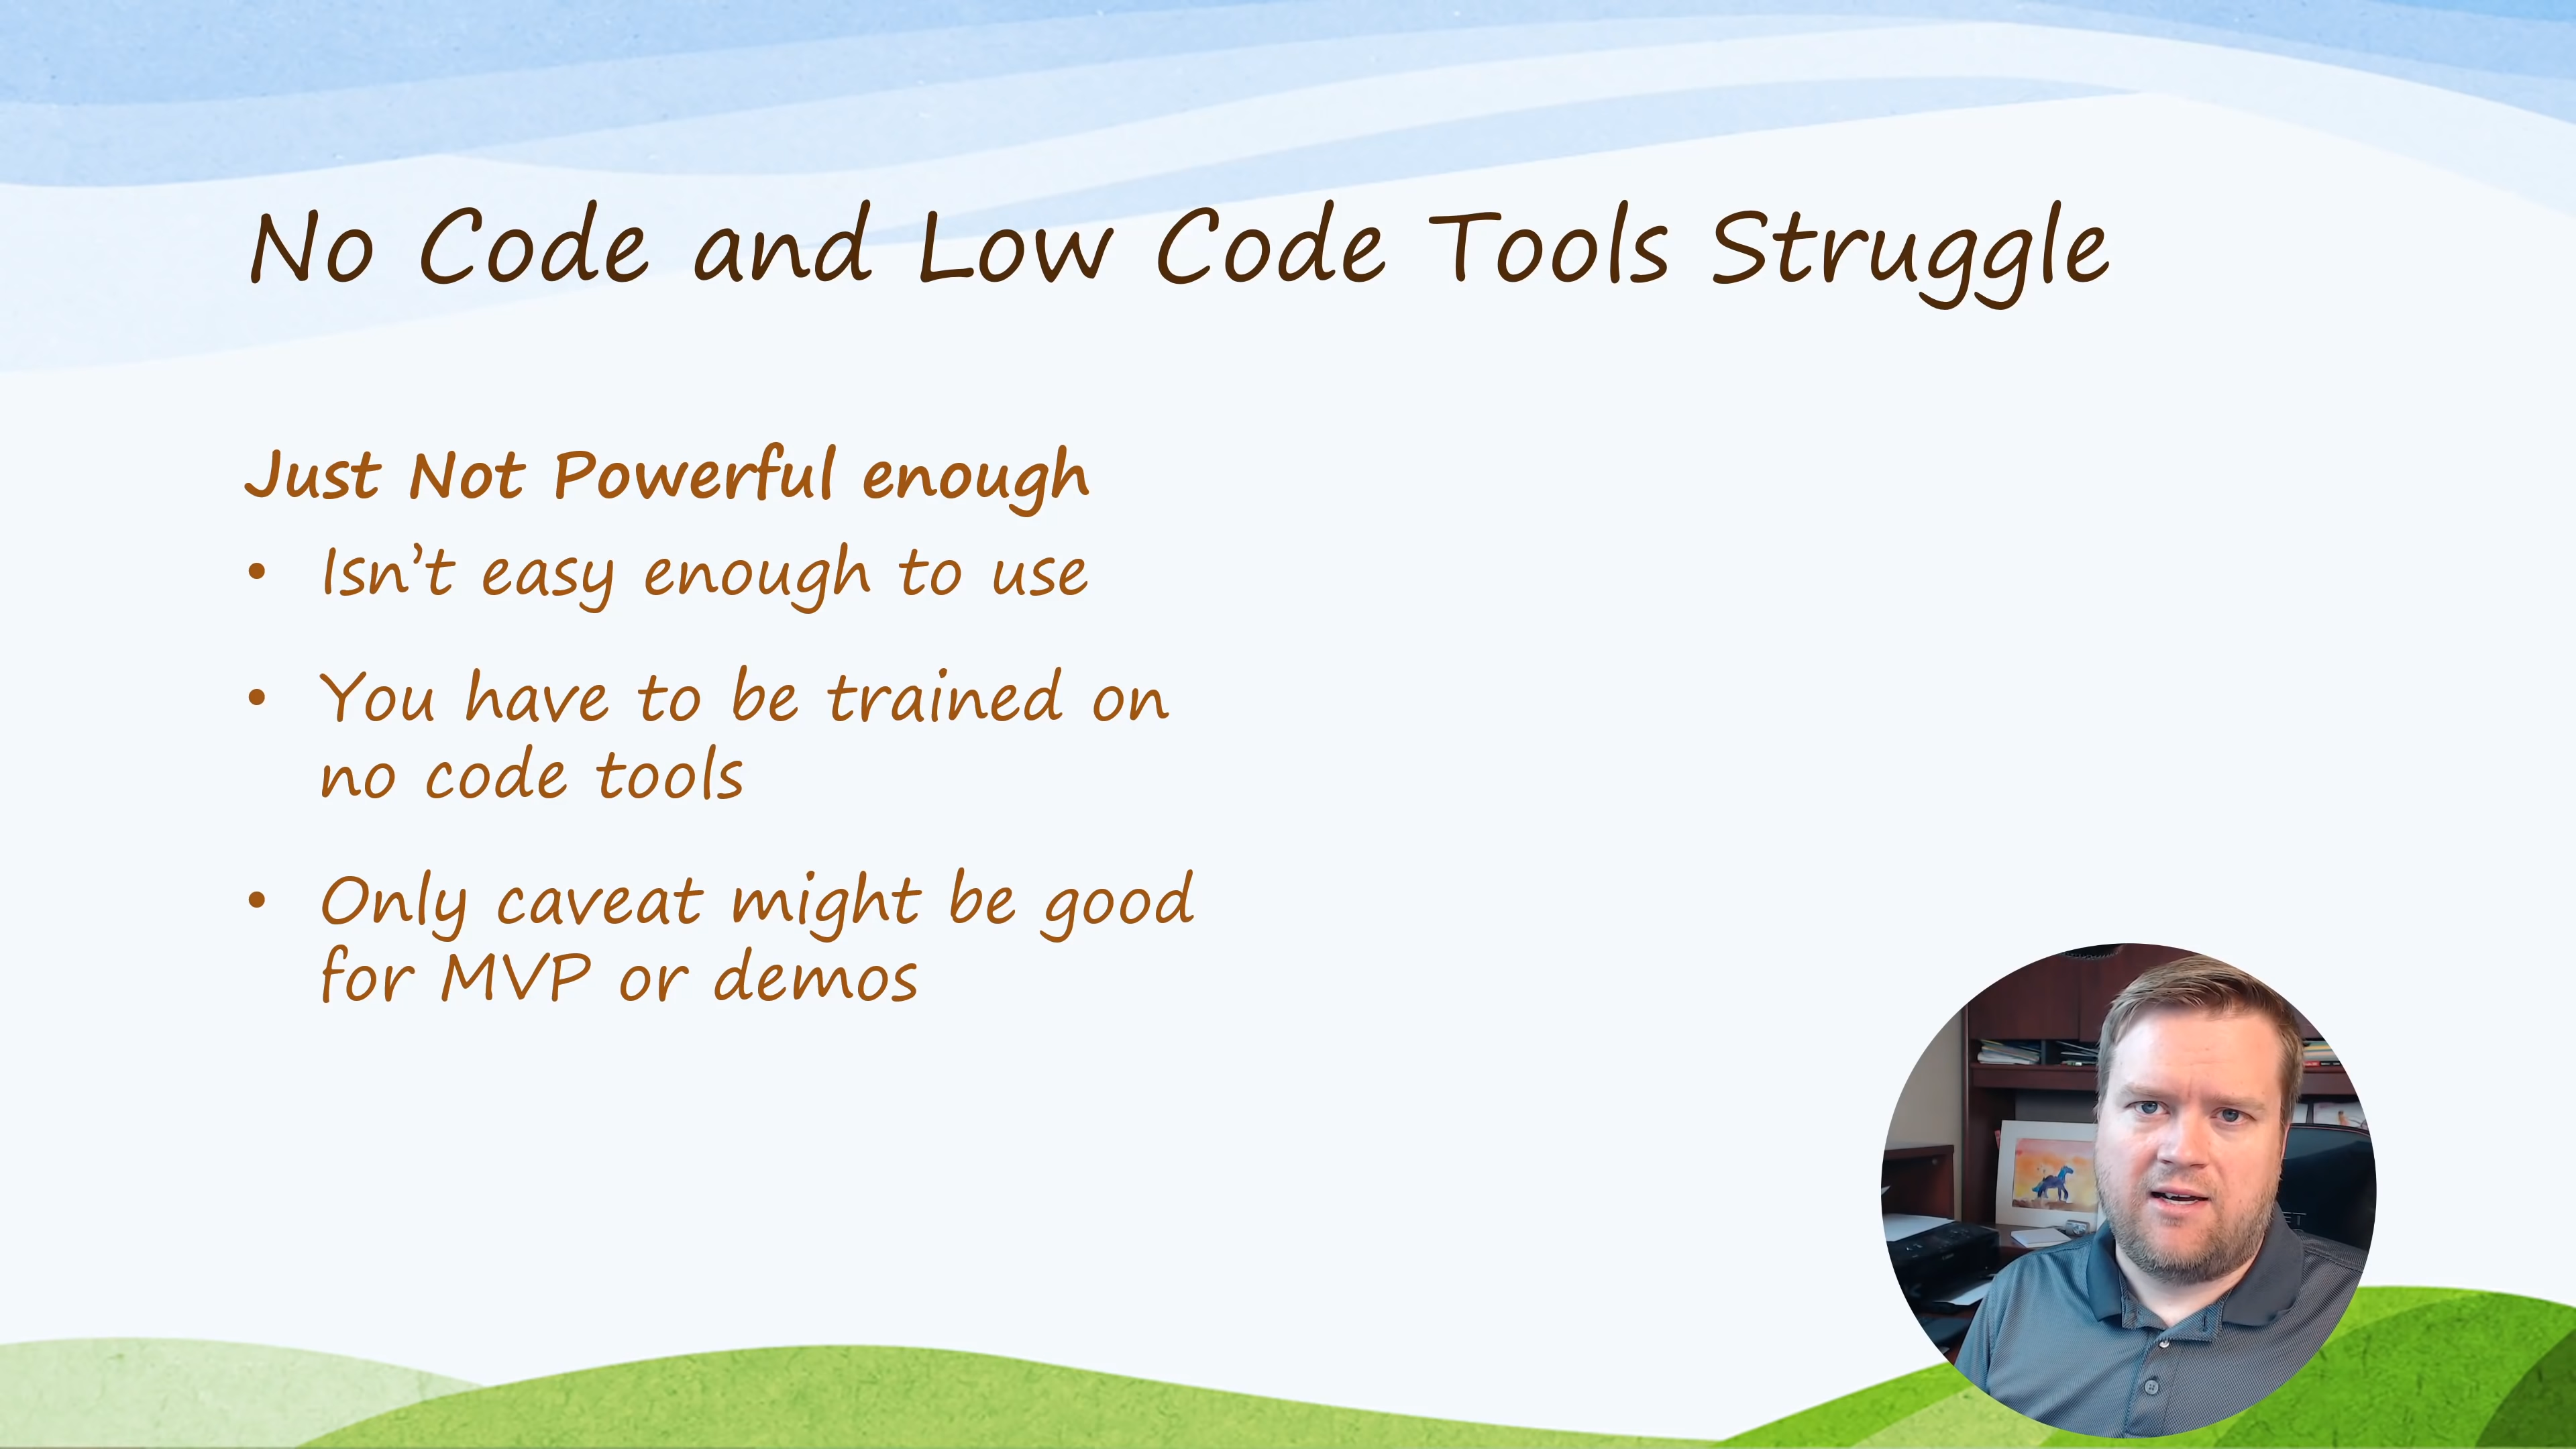 No Code and Low Code Tools Struggle
Just Not Powerful enough
• Isn’t easy enough to use
• You have to be trained on
no code tools
• Only caveat might be good
for MVP or demos